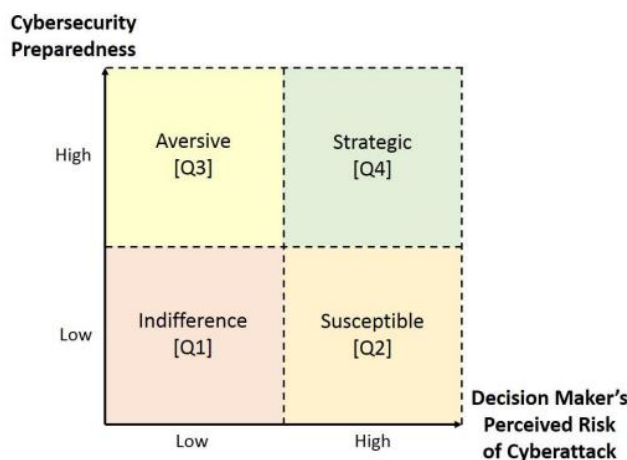 Cybersecurity
Preparedness
High
Aversive
[Q3]
Strategic
[Q4]
Low
Indifference
[Q1]
Susceptible
[Q2]
Low
High
Decision Maker's
Perceived Risk
of Cyberattack